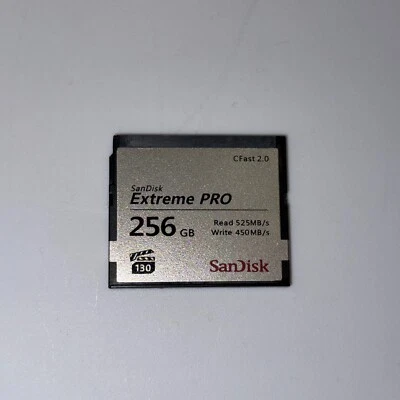 CFast 2.0
SanDisk
Extreme PRO
256 GB
Read 525MB/s
Write 450MB/s
130
SanDisk